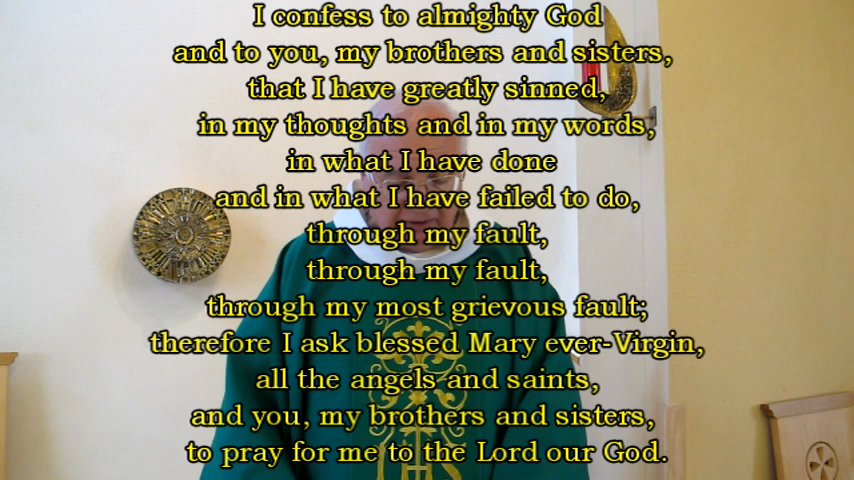 I confess to almighty God
and to you, my brothers and sisters,
that I have greatly sinned,
in my thoughts and in my words,
in what I have done
and in what I have failed to do,
through my fault,
through my fault,
through my most grievous fault;
therefore I ask blessed Mary ever-Virgin,
all the angels and saints,
and you, my brothers and sisters,
to pray for me to the Lord our God.